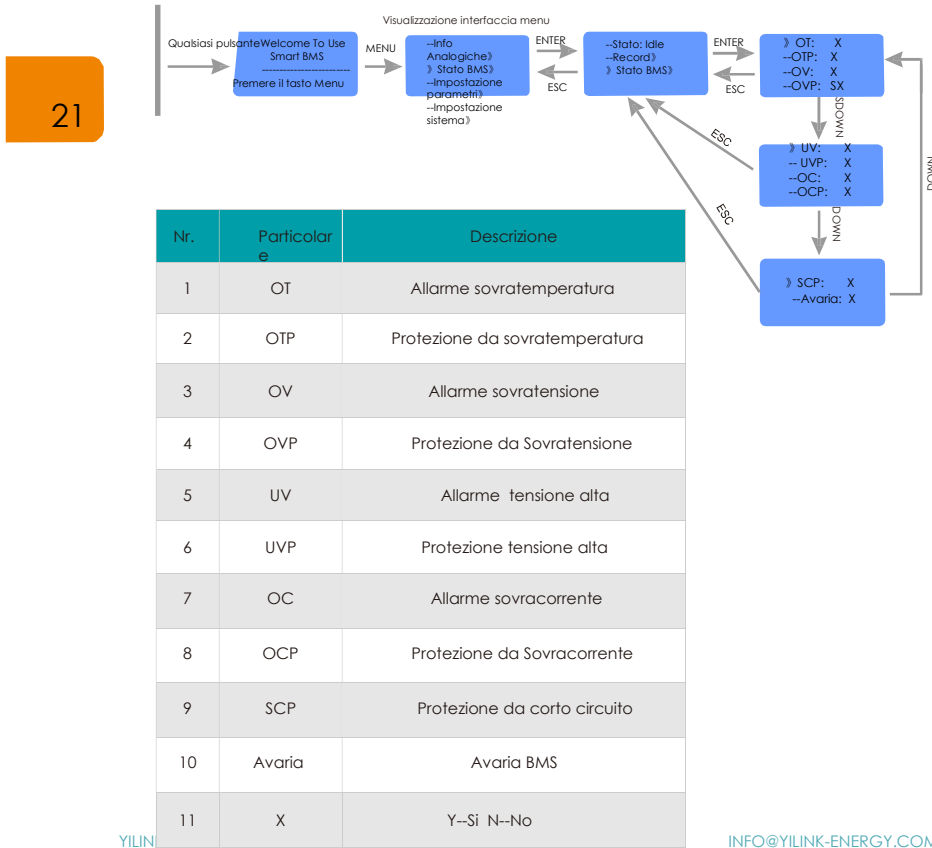 Visualizzazione interfaccia menu
21
Qualsiasi pulsante
Welcome To Use
Smart BMS
-------------------------
Premere il tasto Menu
MENU
--Info
Analogiche》
》Stato BMS》
--Impostazione
parametri》
--Impostazione
sistema》
ENTER
ESC
--Stato: Idle
--Record》
》Stato BMS》
ENTER
ESC
》OT: X
--OTP: X
--OV: X
--OVP: SX
SDOWN
ESC
》UV: X
-- UVP: X
--OC: X
--OCP: X
DOWN
DOWN
ESC
》SCP: X
--Avaria: X
Nr. Particolar
e Descrizione
1 OT Allarme sovratemperatura
2 OTP Protezione da sovratemperatura
3 OV Allarme sovratensione
4 OVP Protezione da Sovratensione
5 UV Allarme tensione alta
6 UVP Protezione tensione alta
7 OC Allarme sovracorrente
8 OCP Protezione da Sovracorrente
9 SCP Protezione da corto circuito
10 Avaria Avaria BMS
11 X Y--Si N--No
YILIN
INFO@YILINK-ENERGY.COM